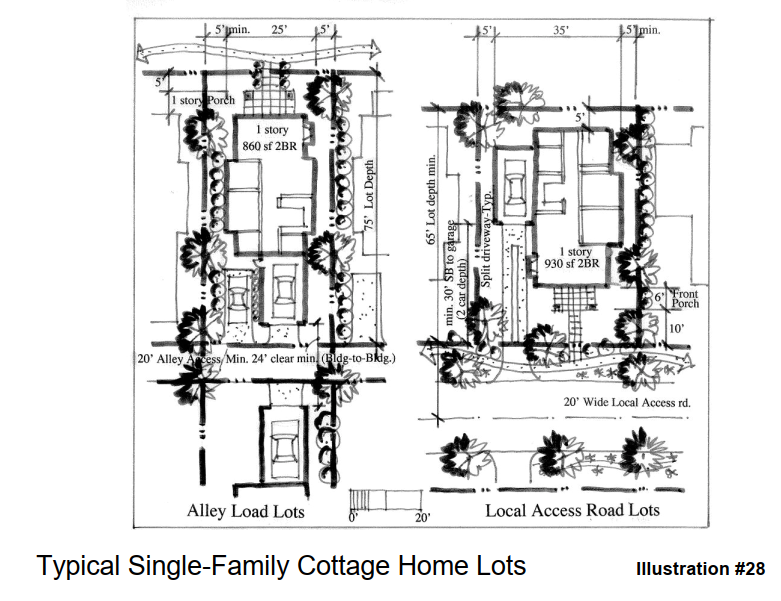 5' min.
25'
5'
5'
1 story Porch
1 story
860 sf 2BR
75' Lot Depth
20' Alley Access/Min. 24' clear min. (Bldg-to-Bldg.)
Alley Load Lots
5'
35'
5' min.
5'
65' Lot depth min.
min. 30' SB to garage
(2 car depth)
Split driveway-Typ.
1 story
930 sf 2BR
6'
Front
Porch
10'
20' Wide Local Access rd.
Local Access Road Lots
0'
20'
Typical Single-Family Cottage Home Lots
Illustration #28